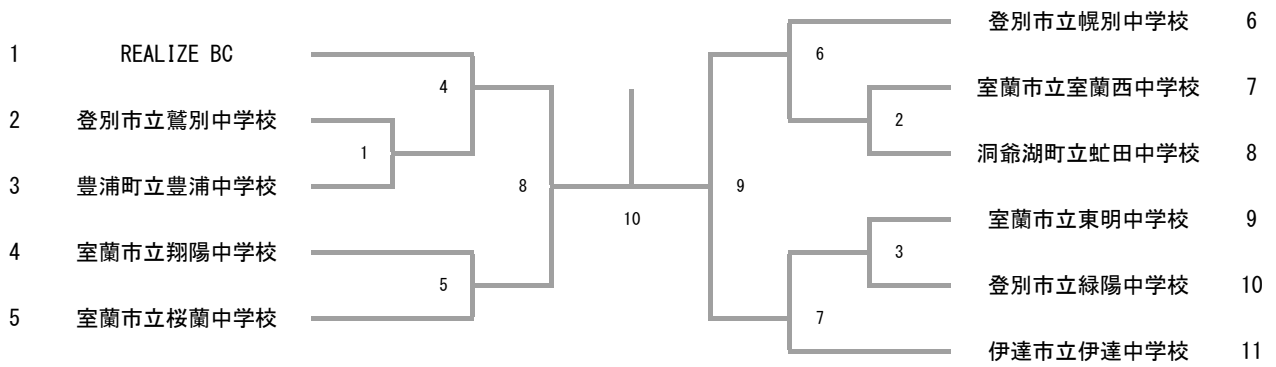 1 REALIZE BC
2 登別市立鷲別中学校
3 豊浦町立豊浦中学校
4 室蘭市立翔陽中学校
5 室蘭市立桜蘭中学校
4
1
8
5
10
登別市立幌別中学校 6
室蘭市立室蘭西中学校 7
洞爺湖町立虻田中学校 8
室蘭市立東明中学校 9
登別市立緑陽中学校 10
伊達市立伊達中学校 11
6
2
9
3
7